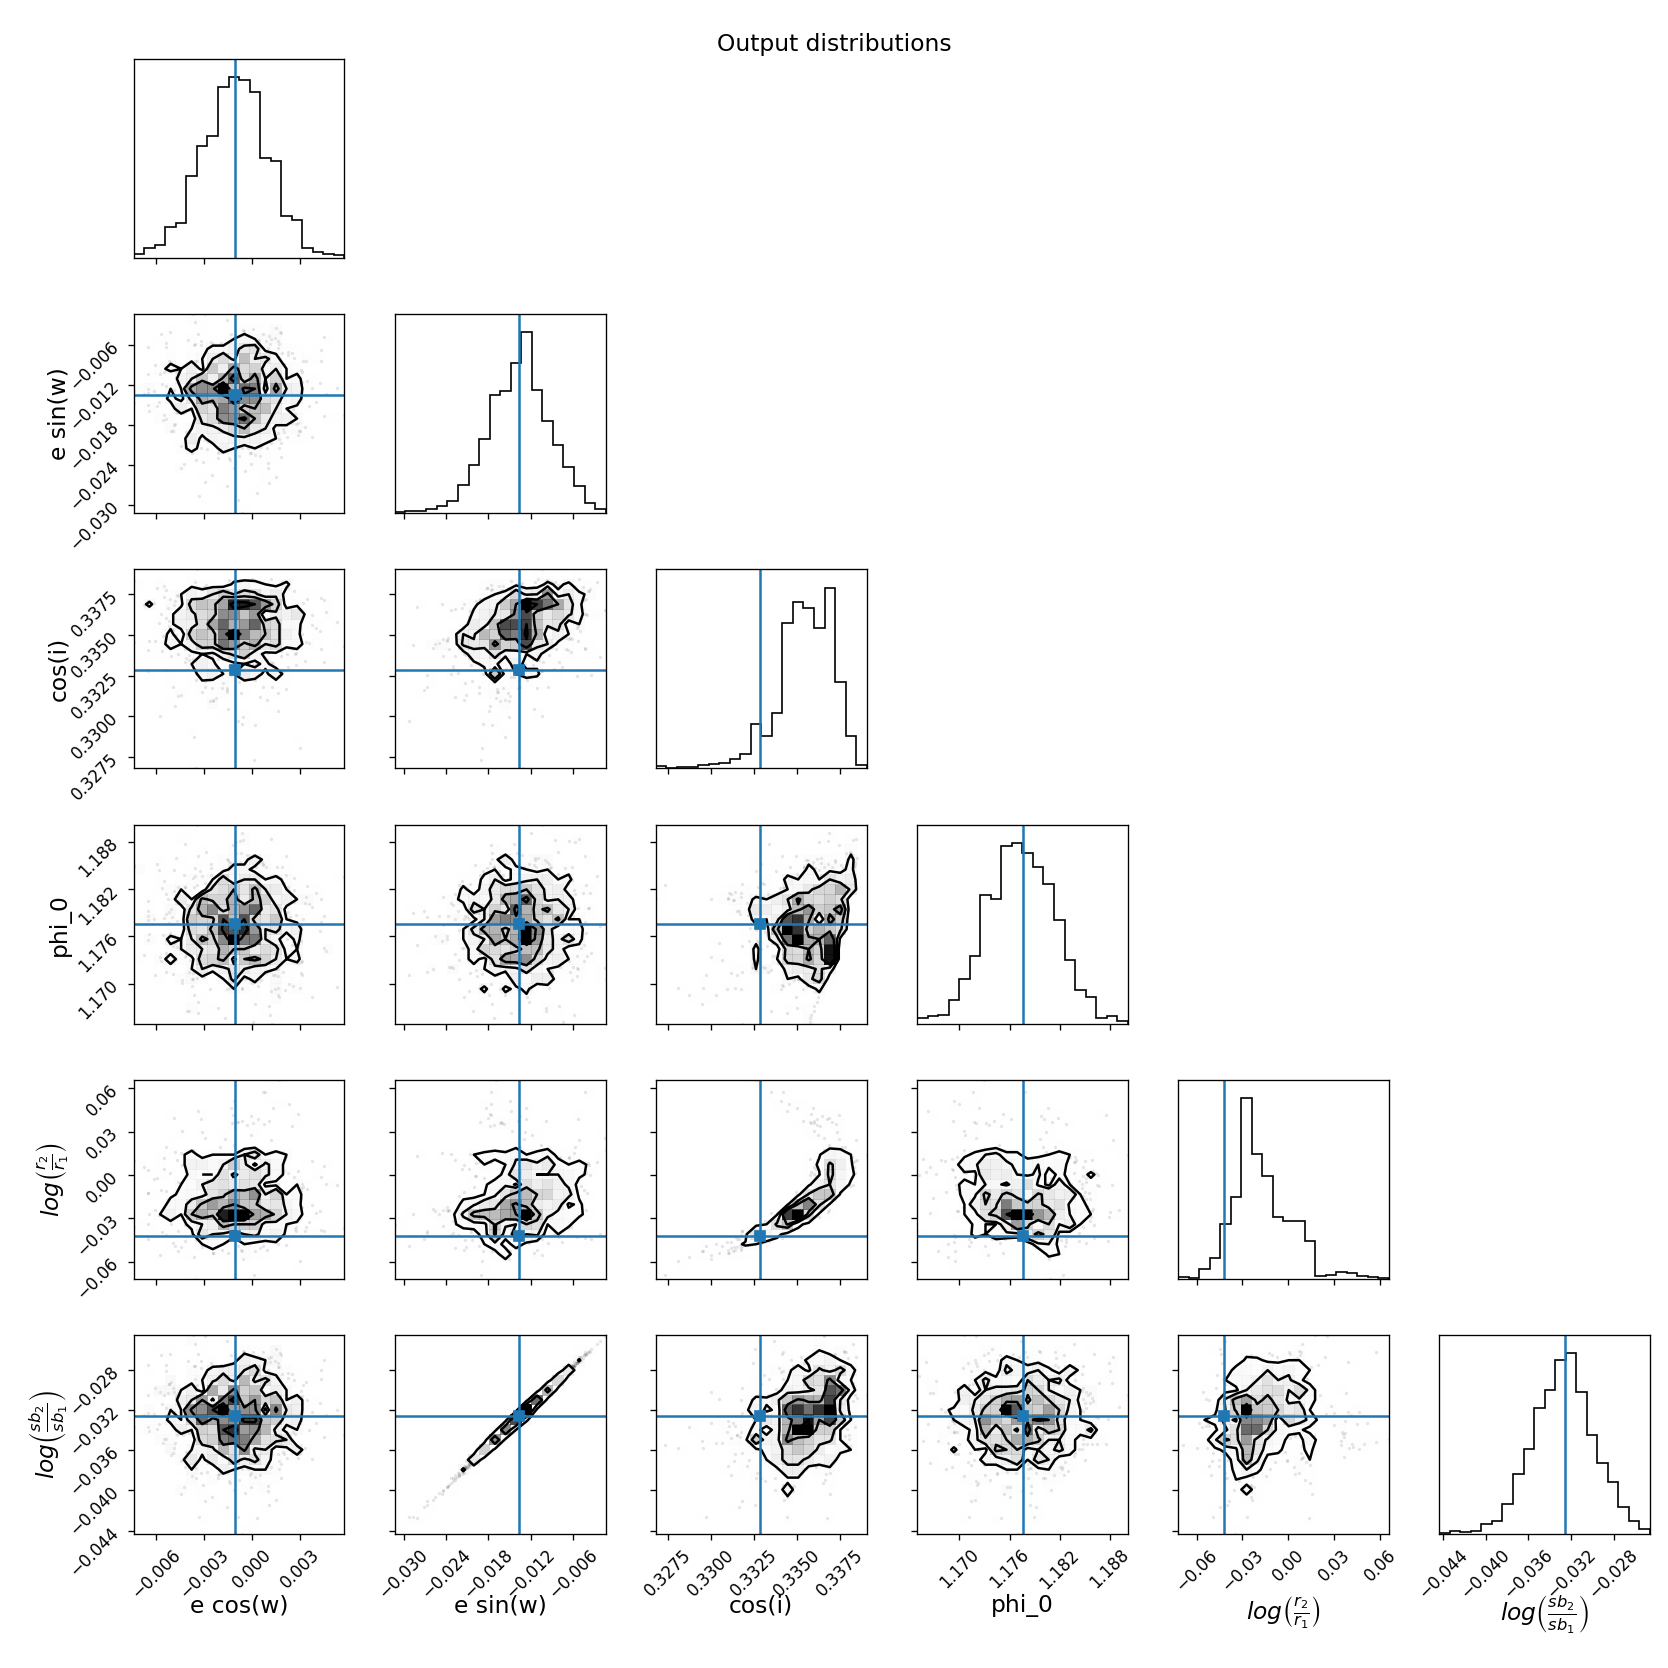 Output distributions
e sin(w)
−0.006
−0.012
−0.018
−0.024
−0.030
cos(i)
0.3375
0.3350
0.3325
0.3300
0.3275
phi_0
1.188
1.182
1.176
1.170
log(r₂/r₁)
0.06
0.03
0.00
−0.03
−0.06
log(sb₂/sb₁)
−0.028
−0.032
−0.036
−0.040
−0.044
−0.006 −0.003 0.000 0.003
−0.030 −0.024 −0.018 −0.012 −0.006
0.3275 0.3300 0.3325 0.3350 0.3375
1.170 1.176 1.182 1.188
−0.06 −0.03 0.00 0.03 0.06
−0.044 −0.040 −0.036 −0.032 −0.028
e cos(w) e sin(w) cos(i) phi_0 log(r₂/r₁) log(sb₂/sb₁)